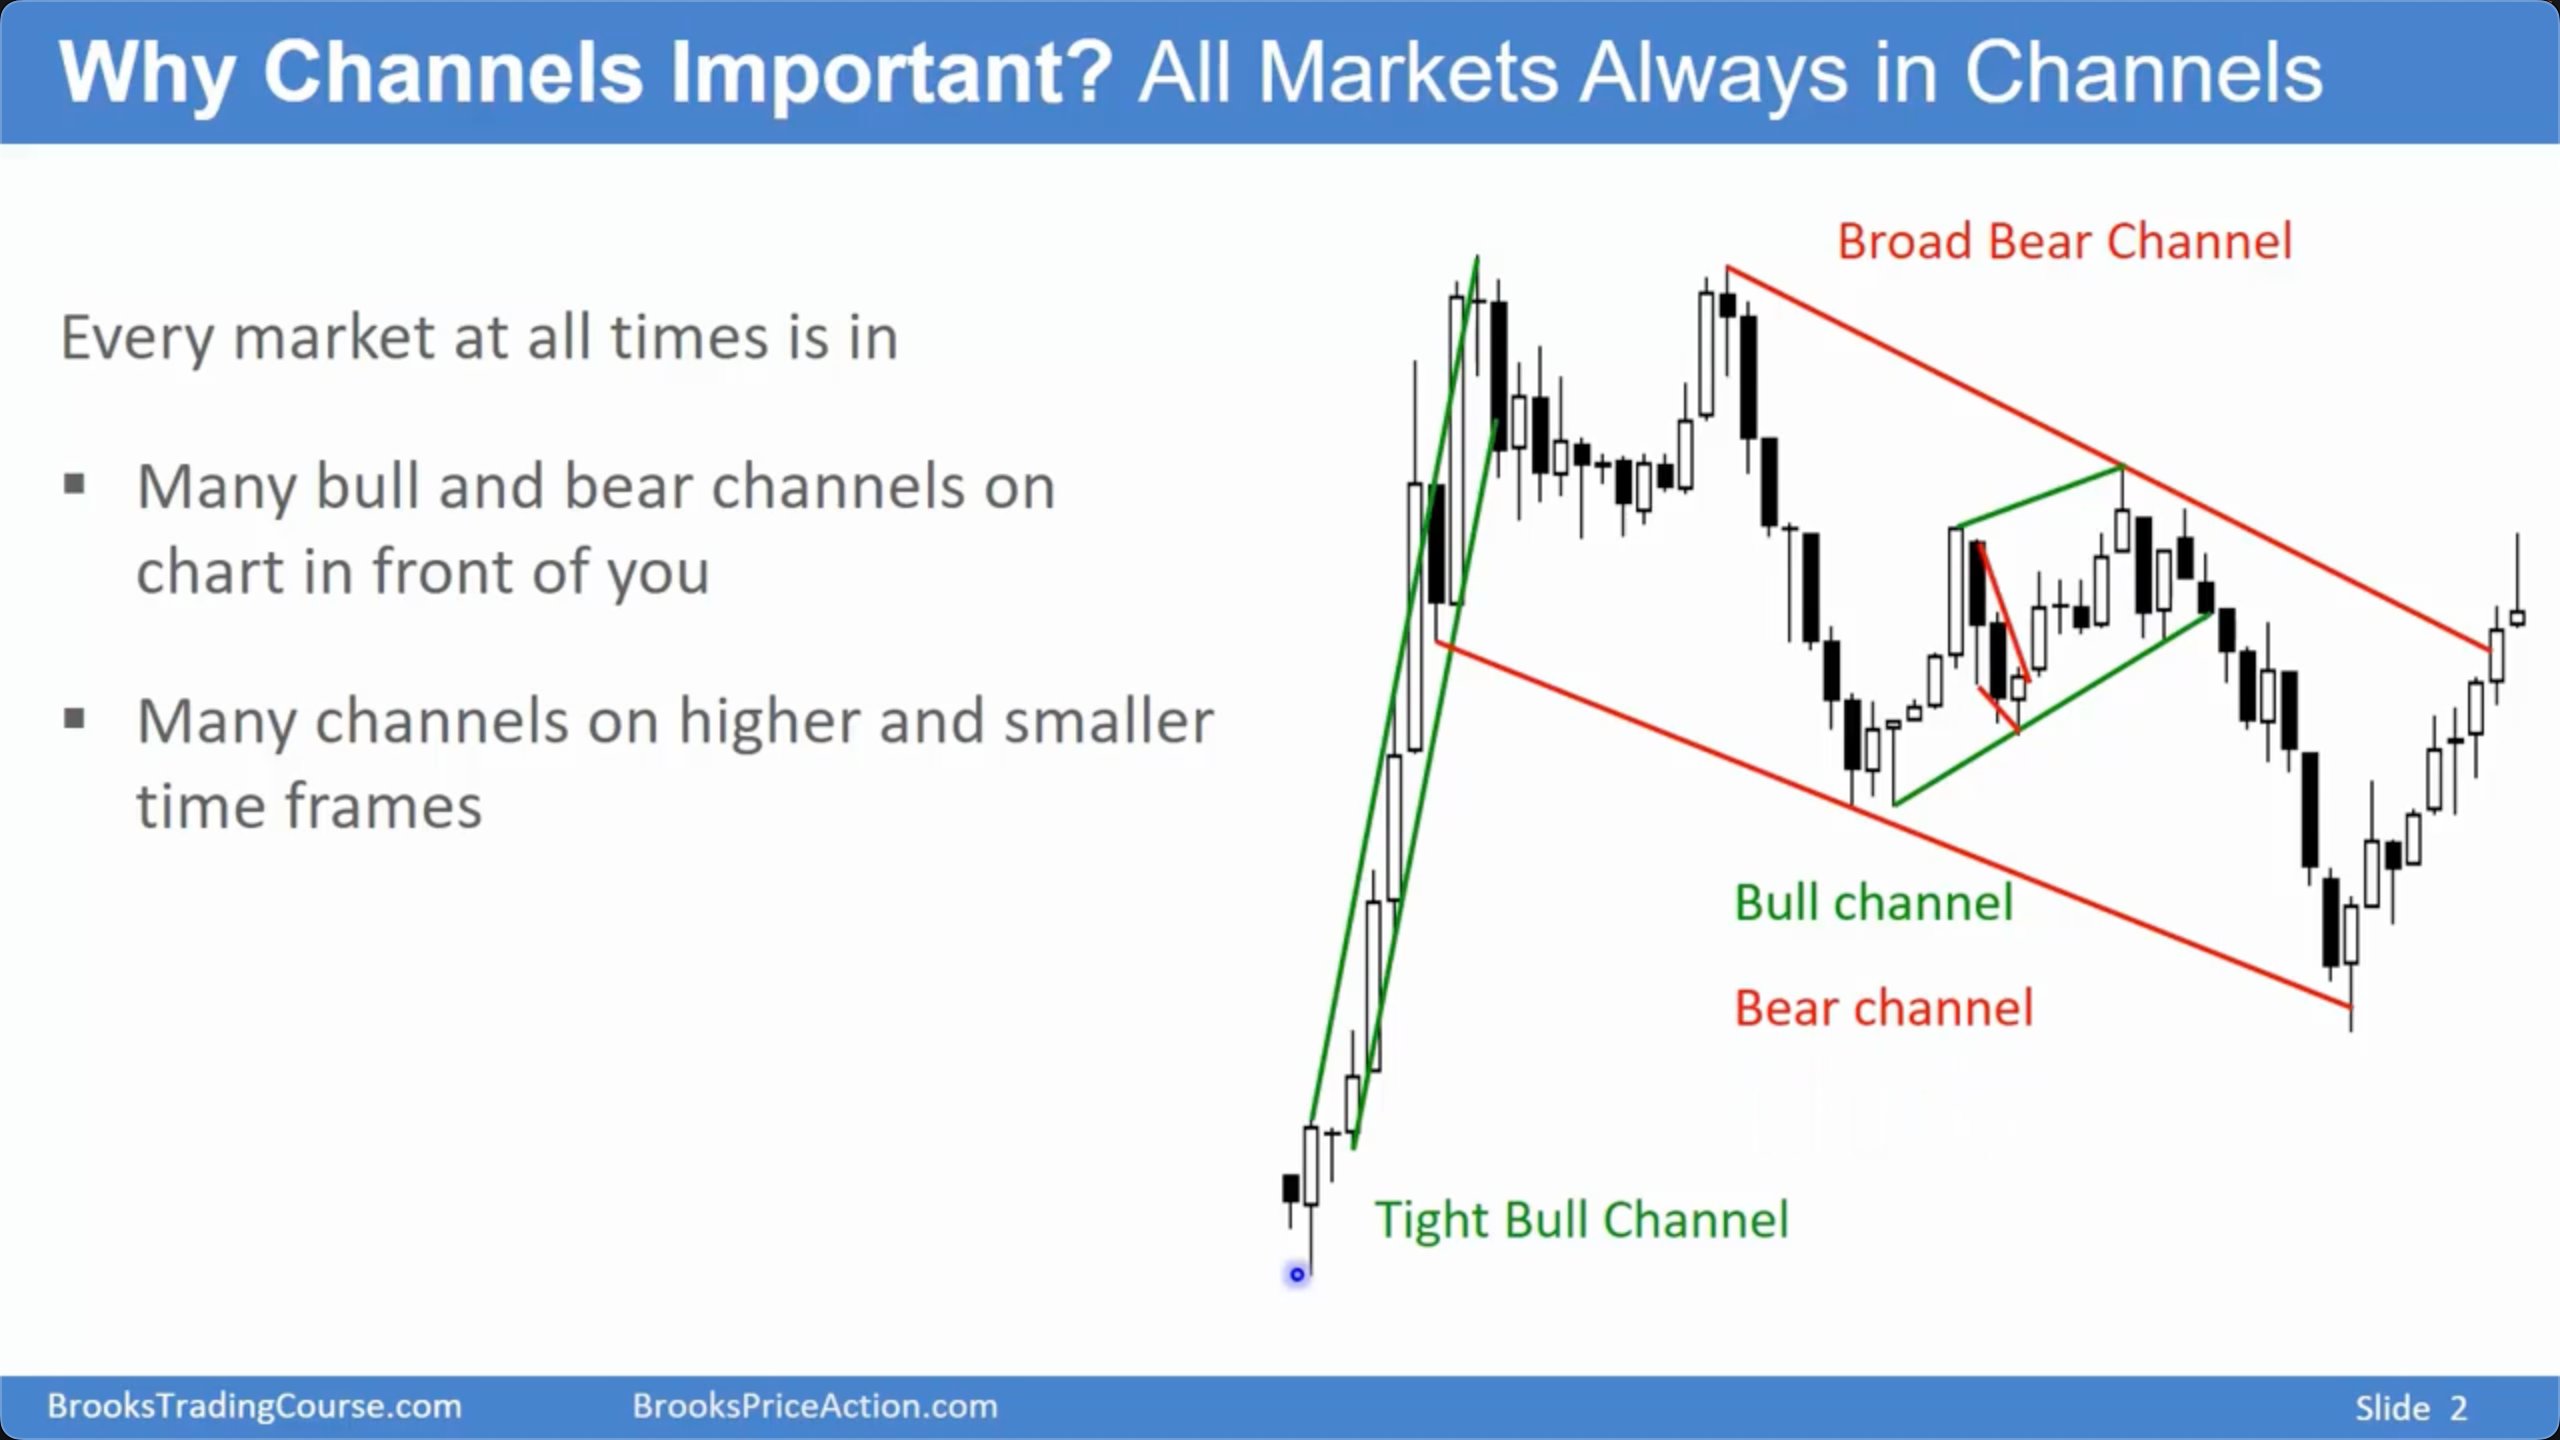 Why Channels Important? All Markets Always in Channels
Every market at all times is in
▪ Many bull and bear channels on
chart in front of you
▪ Many channels on higher and smaller
time frames
Broad Bear Channel
Bull channel
Bear channel
Tight Bull Channel
BrooksTradingCourse.com
BrooksPriceAction.com
Slide 2